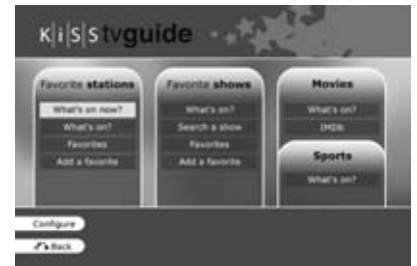 K|i|S|S tvguide
Favorite stations
What's on now?
What's on?
Favorites
Add a favorite
Favorite shows
What's on?
Search a show
Favorites
Add a favorite
Movies
What's on?
IMDb
Sports
What's on?
Configure
Back